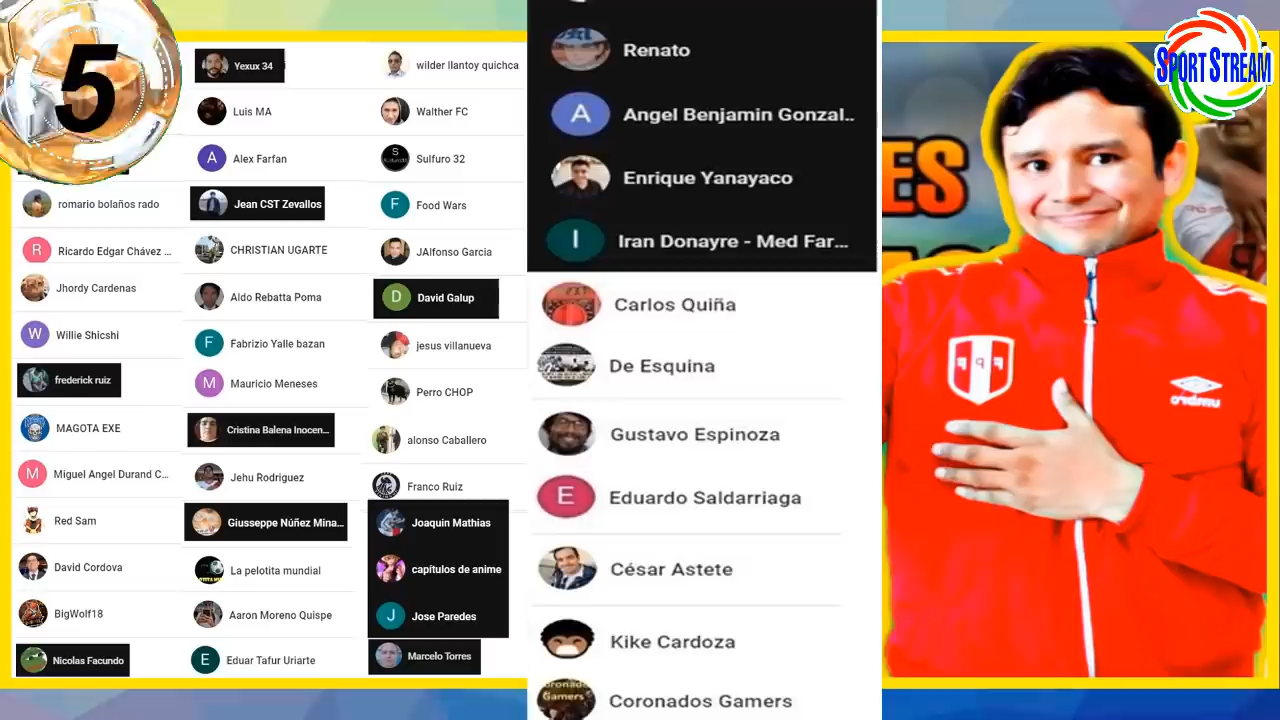 5
romario bolaños rado
Ricardo Edgar Chávez ...
Jhordy Cardenas
Willie Shicshi
frederick ruiz
MAGOTA EXE
Miguel Angel Durand C...
Red Sam
David Cordova
BigWolf18
Nicolas Facundo
Yexux 34
Luis MA
A
Alex Farfan
Jean CST Zevallos
CHRISTIAN UGARTE
Aldo Rebatta Poma
F
Fabrizio Yalle bazan
M
Mauricio Meneses
Cristina Balena Inocen...
Jehu Rodriguez
Giusseppe Núñez Mina...
La pelotita mundial
Aaron Moreno Quispe
E
Eduar Tafur Uriarte
wilder llantoy quichca
Walther FC
Sulfuro 32
F
Food Wars
JAlfonso Garcia
D
David Galup
jesus villanueva
Perro CHOP
alonso Caballero
Franco Ruiz
Joaquin Mathias
capítulos de anime
J
Jose Paredes
Marcelo Torres
Renato
A
Angel Benjamin Gonzal..
Enrique Yanayaco
I
Iran Donayre - Med Far...
Carlos Quiña
De Esquina
Gustavo Espinoza
E
Eduardo Saldarriaga
César Astete
Kike Cardoza
Coronados Gamers
ES
SPORT STREAM
umbro
R
W
M